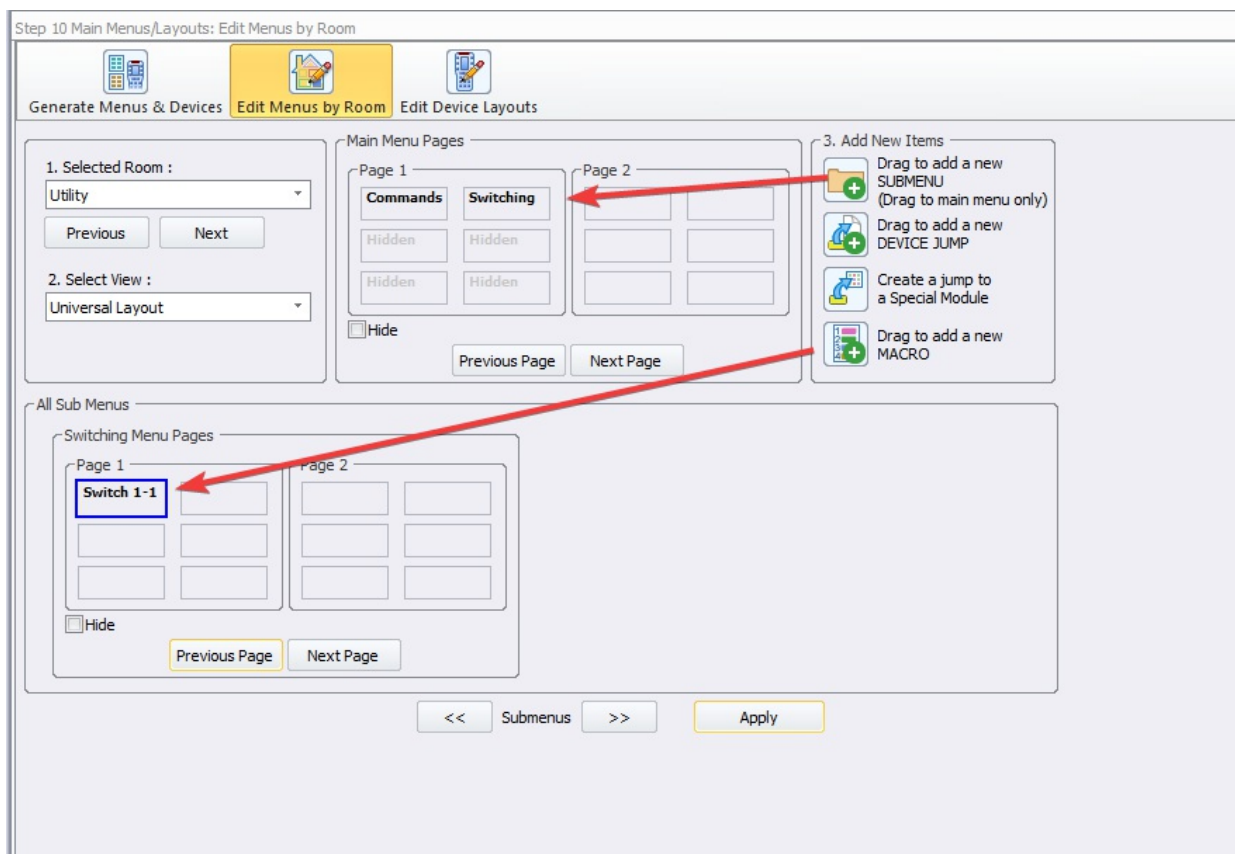 Step 10 Main Menus/Layouts: Edit Menus by Room
Generate Menus & Devices
Edit Menus by Room
Edit Device Layouts
1. Selected Room :
Utility
Previous
Next
2. Select View :
Universal Layout
Main Menu Pages
Page 1
Commands
Switching
Hidden
Hidden
Hidden
Hidden
Page 2
Hide
Previous Page
Next Page
3. Add New Items
Drag to add a new
SUBMENU
(Drag to main menu only)
Drag to add a new
DEVICE JUMP
Create a jump to
a Special Module
Drag to add a new
MACRO
All Sub Menus
Switching Menu Pages
Page 1
Switch 1-1
Page 2
Hide
Previous Page
Next Page
<<
Submenus
>>
Apply